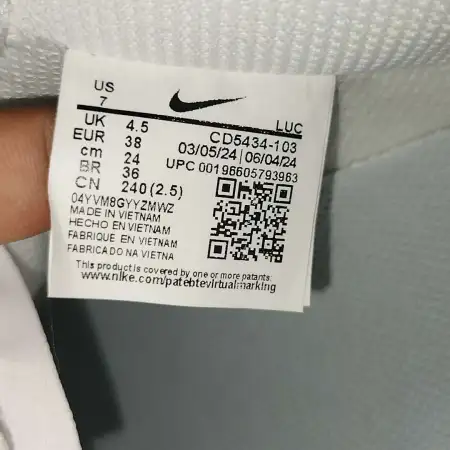 US
7
LUC
UK 4.5
EUR 38
cm 24
BR 36
CN 240 (2.5)
CD5434-103
03/05/24 | 06/04/24
UPC 00196605793963
04YVM8GYYZMWZ
MADE IN VIETNAM
HECHO EN VIETNAM
FABRIQUE EN VIETNAM
FABRICADO NA VIETNA
This product is covered by one or more patents:
www.nike.com/patebtevirtualmarking